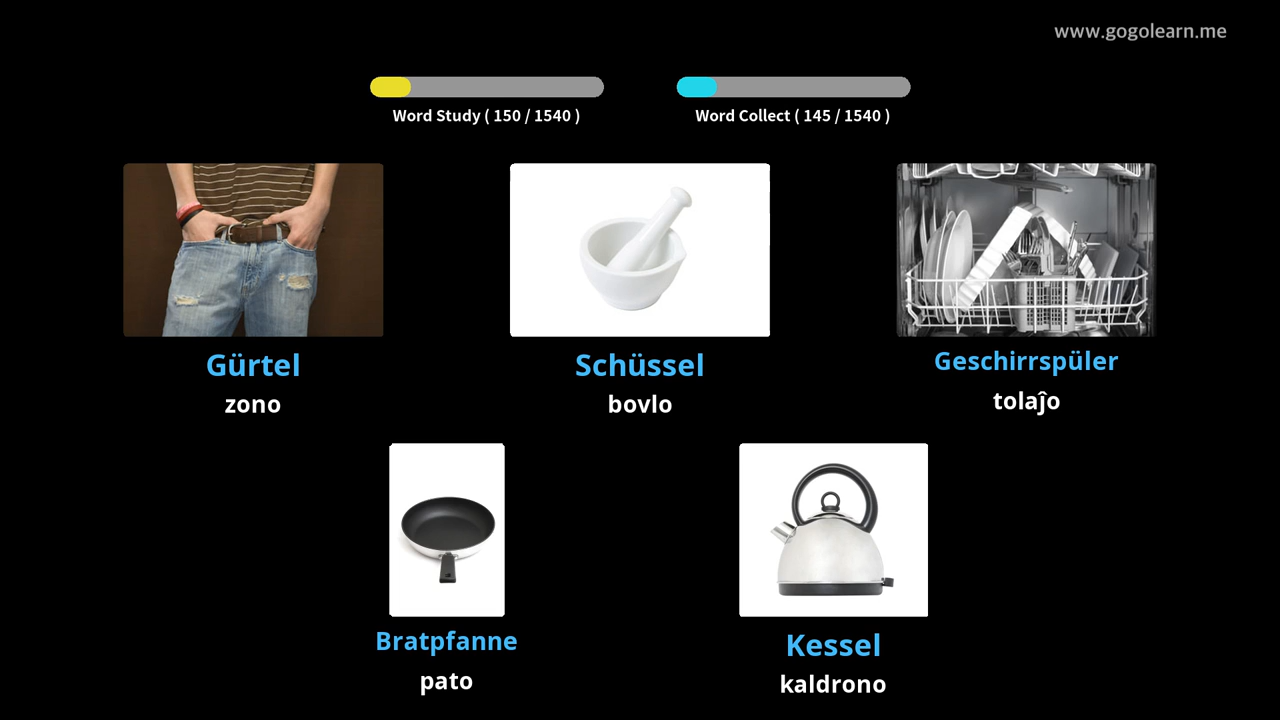 www.gogolearn.me
Word Study ( 150 / 1540 )
Word Collect ( 145 / 1540 )
Gürtel
zono
Schüssel
bovlo
Geschirrspüler
tolaĵo
Bratpfanne
pato
Kessel
kaldrono